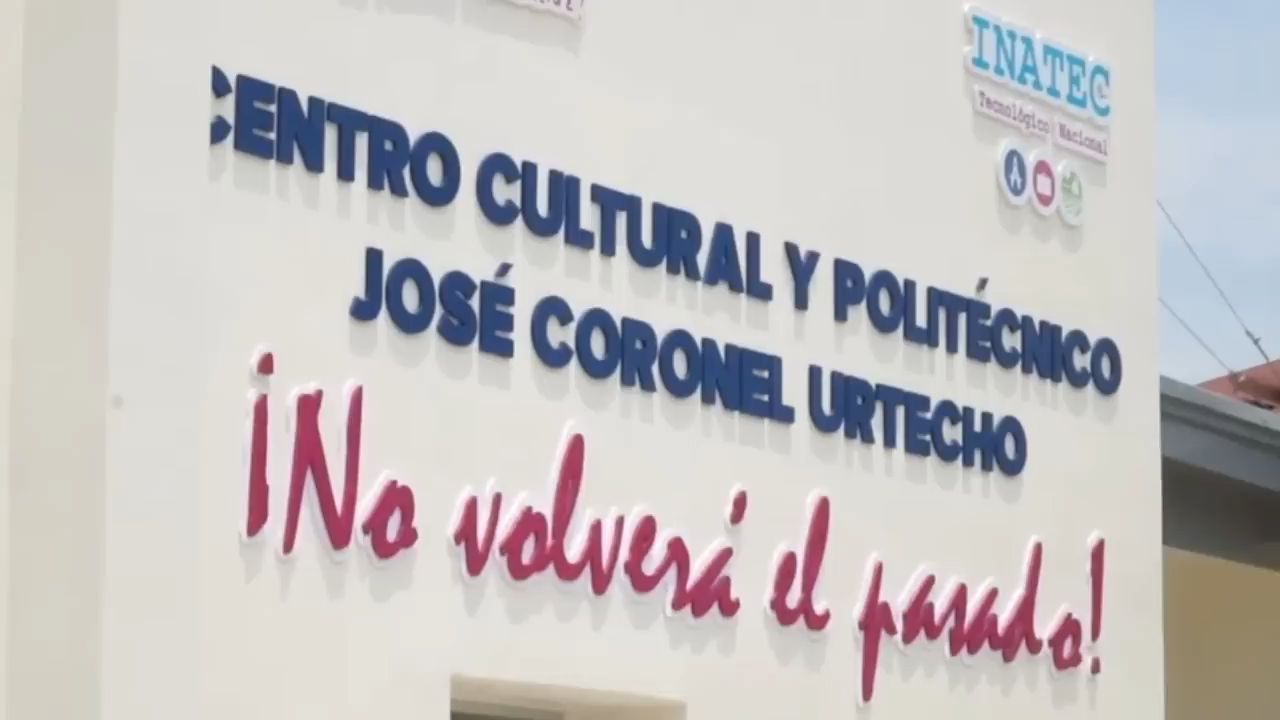 INATEC
Tecnológico Nacional
CENTRO CULTURAL Y POLITÉCNICO
JOSÉ CORONEL URTECHO
¡No volverá el pasado!